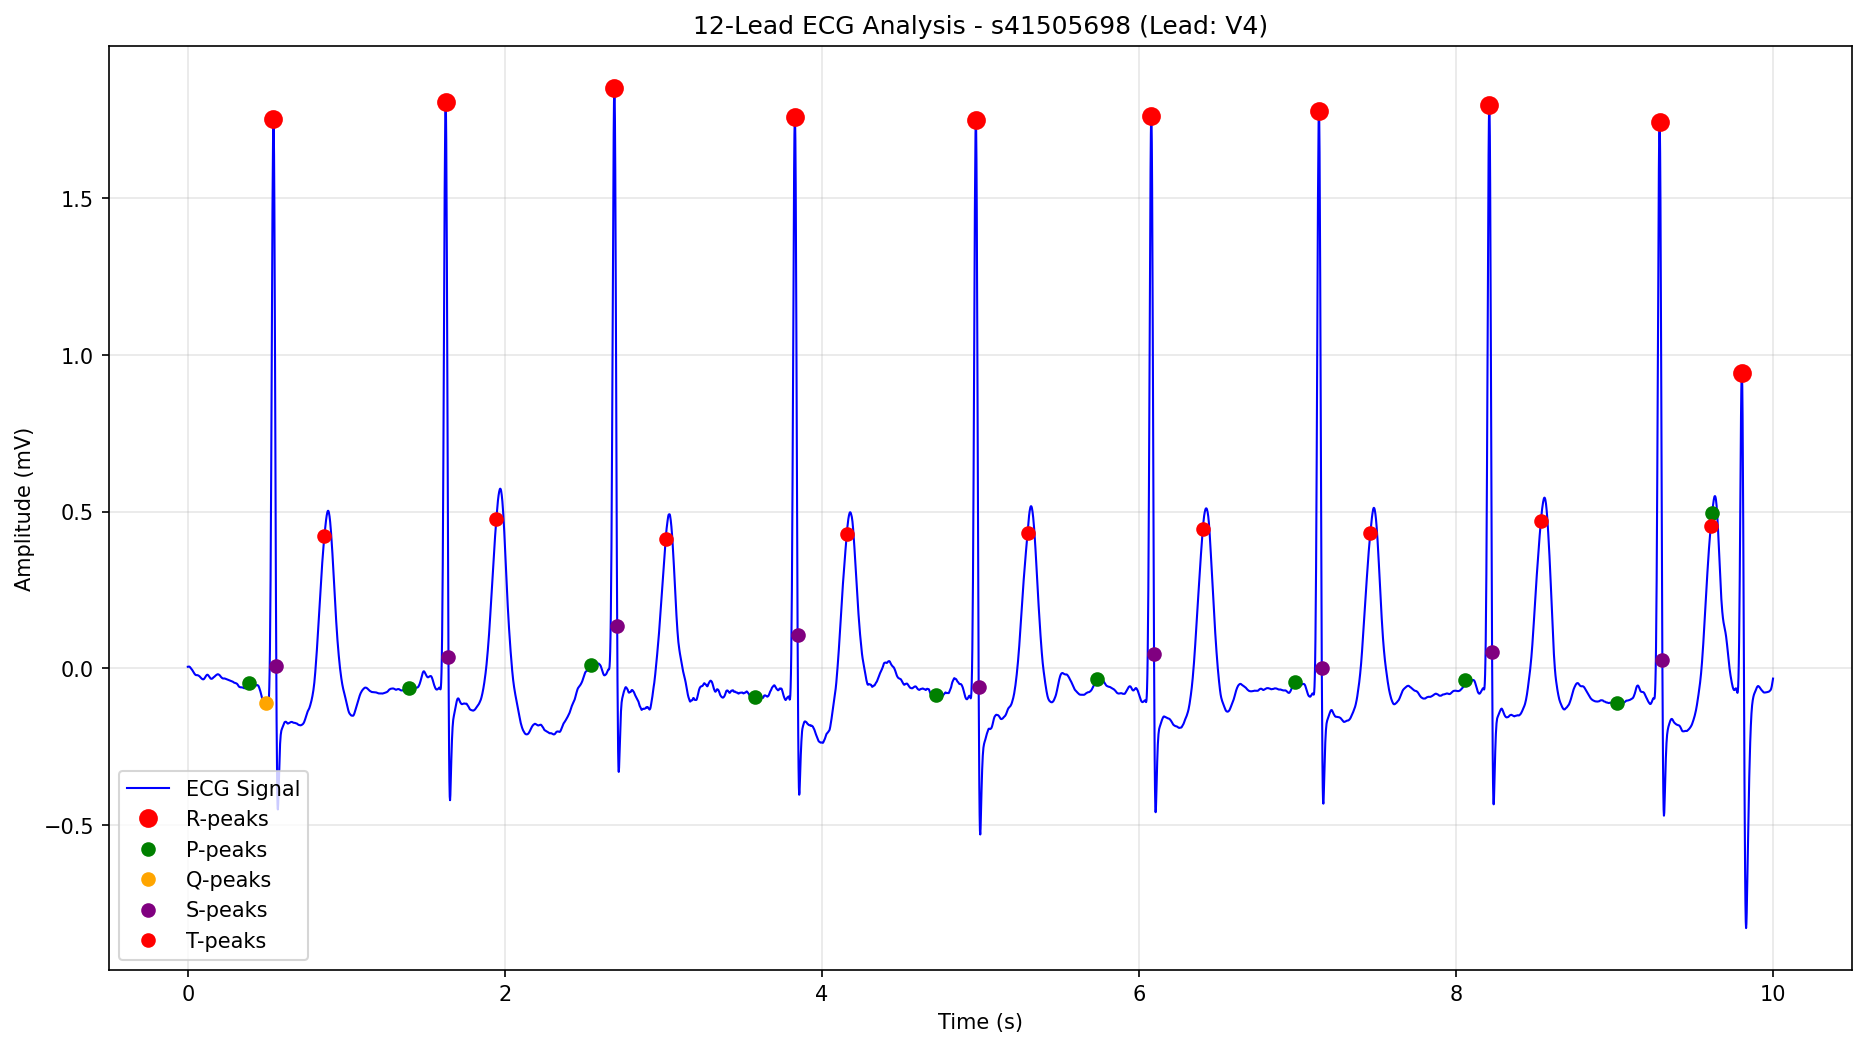 12-Lead ECG Analysis - s41505698 (Lead: V4)
Amplitude (mV)
1.5
1.0
0.5
0.0
−0.5
ECG Signal
R-peaks
P-peaks
Q-peaks
S-peaks
T-peaks
0 2 4 6 8 10
Time (s)